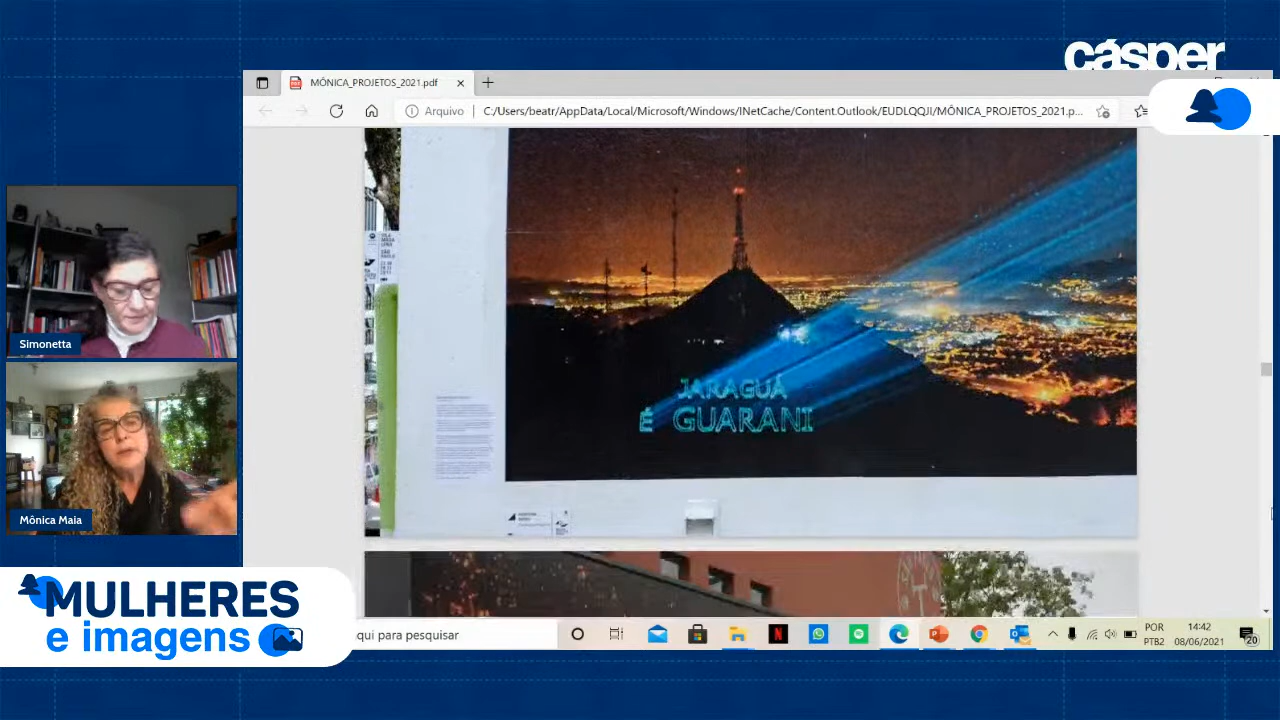 cásper
MÔNICA_PROJETOS_2021.pdf
Arquivo
C:/Users/beatr/AppData/Local/Microsoft/Windows/INetCache/Content.Outlook/EUDLQQJI/MÔNICA_PROJETOS_2021.p...
JARAGUÁ
É GUARANI
Simonetta
Mônica Maia
MULHERES
e imagens
qui para pesquisar
POR
PTB2
14:42
08/06/2021
20